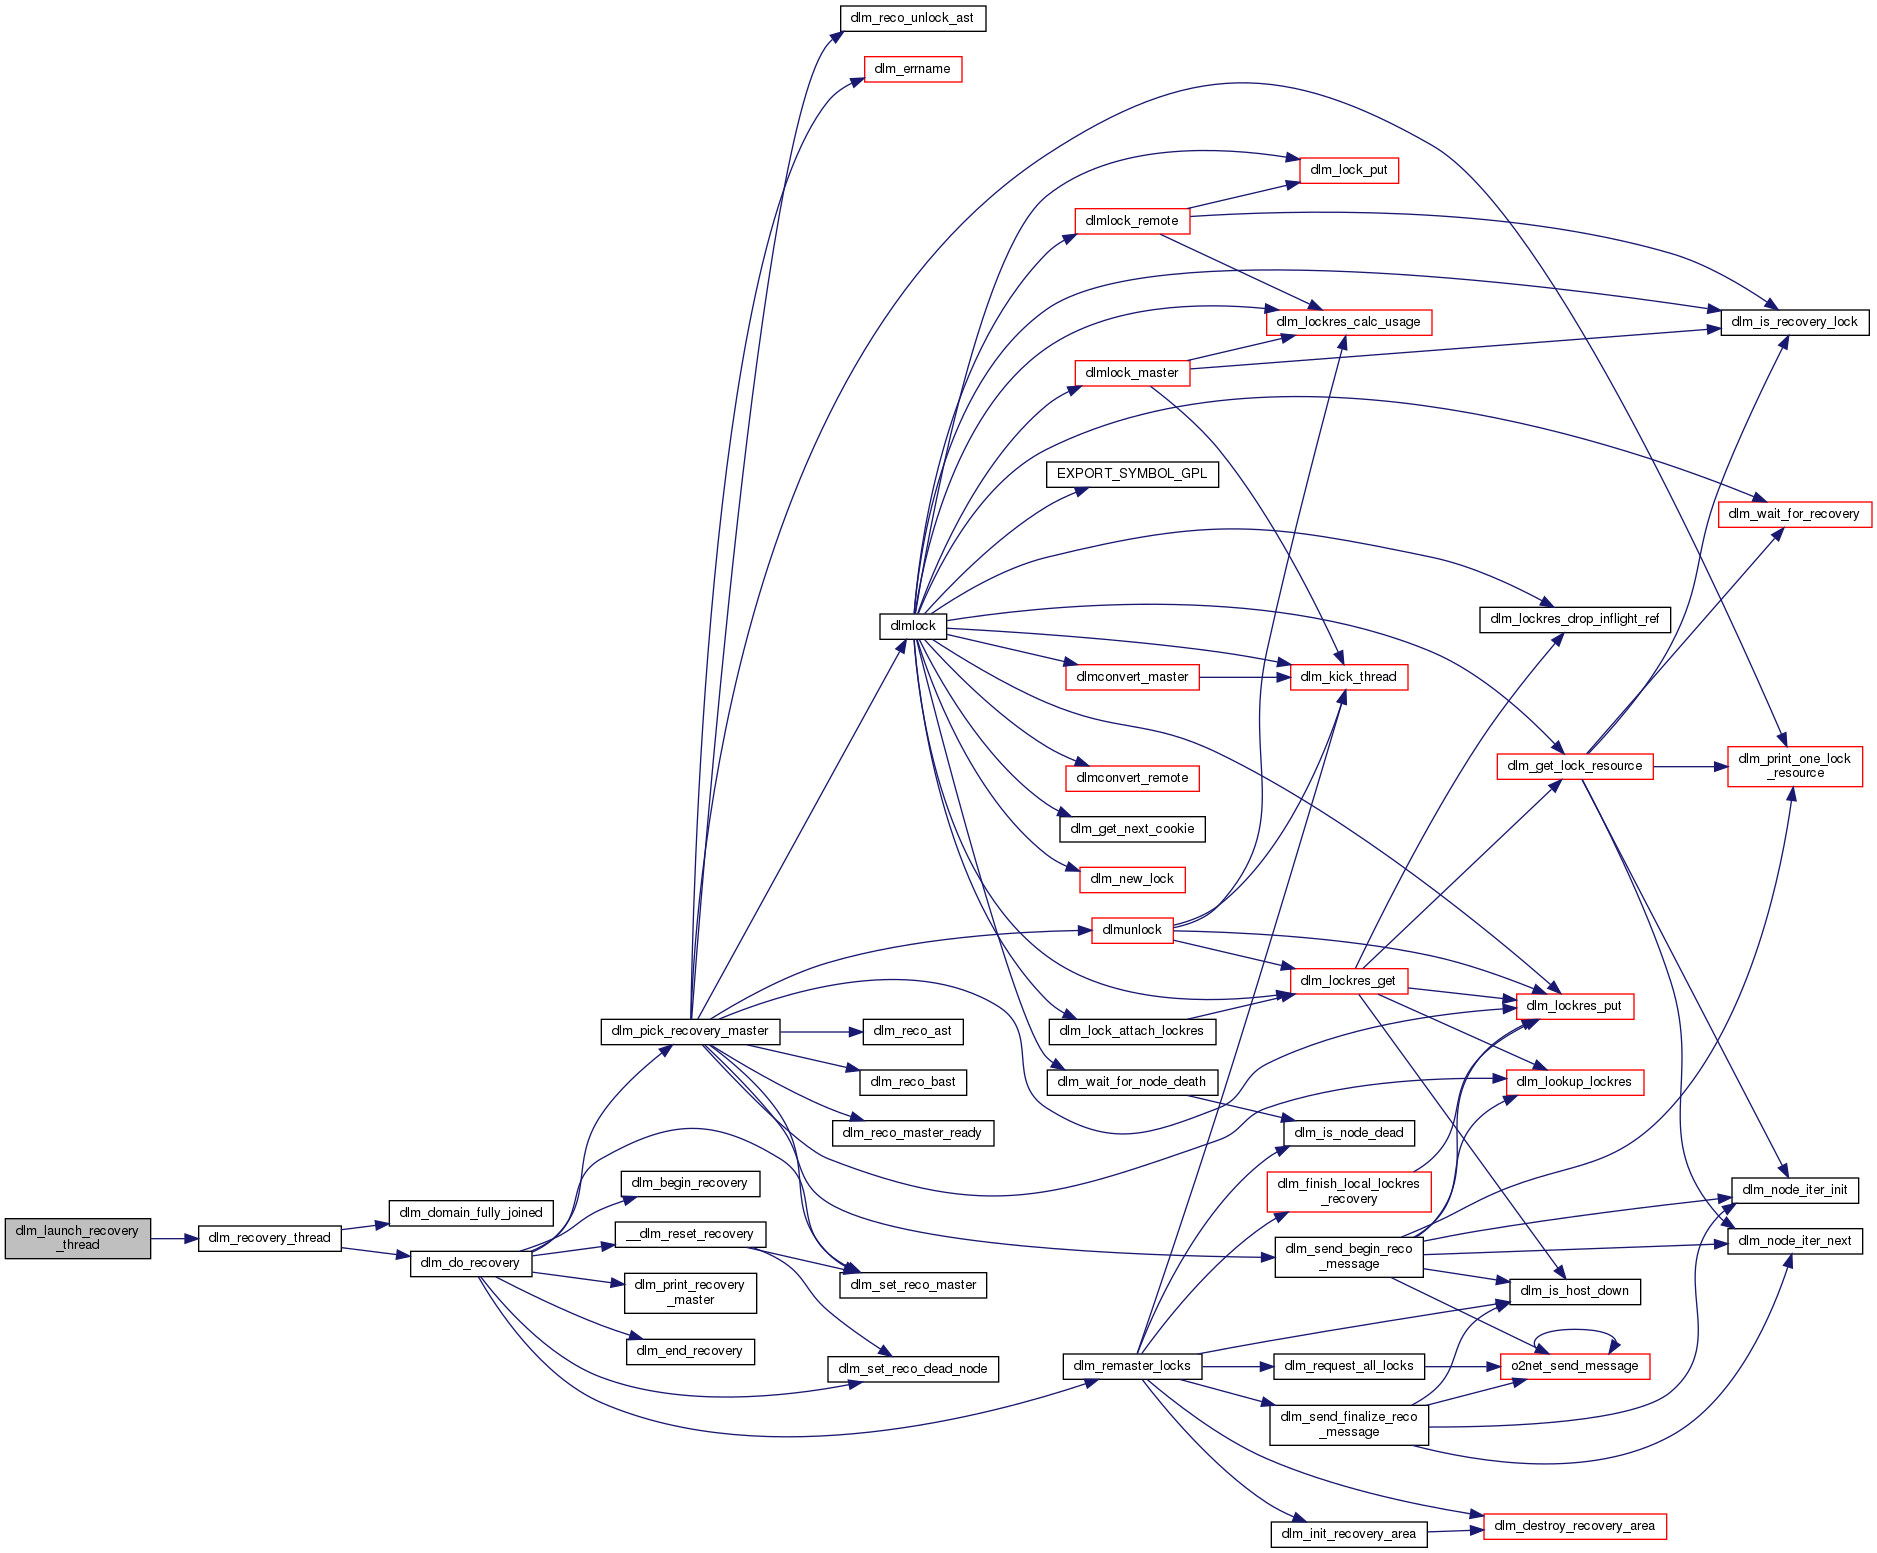 dlm_reco_unlock_ast
dlm_errname
dlm_lock_put
dlmlock_remote
dlm_lockres_calc_usage
dlm_is_recovery_lock
dlmlock_master
EXPORT_SYMBOL_GPL
dlm_wait_for_recovery
dlmlock
dlm_lockres_drop_inflight_ref
dlmconvert_master
dlm_kick_thread
dlm_get_lock_resource
dlm_print_one_lock
_resource
dlmconvert_remote
dlm_get_next_cookie
dlm_new_lock
dlmunlock
dlm_lockres_get
dlm_lockres_put
dlm_pick_recovery_master
dlm_reco_ast
dlm_lock_attach_lockres
dlm_reco_bast
dlm_wait_for_node_death
dlm_lookup_lockres
dlm_reco_master_ready
dlm_is_node_dead
dlm_begin_recovery
dlm_finish_local_lockres
_recovery
dlm_node_iter_init
dlm_domain_fully_joined
dlm_launch_recovery
_thread
dlm_recovery_thread
__dlm_reset_recovery
dlm_node_iter_next
dlm_do_recovery
dlm_send_begin_reco
_message
dlm_print_recovery
_master
dlm_set_reco_master
dlm_is_host_down
dlm_end_recovery
dlm_set_reco_dead_node
dlm_remaster_locks
dlm_request_all_locks
o2net_send_message
dlm_send_finalize_reco
_message
dlm_init_recovery_area
dlm_destroy_recovery_area